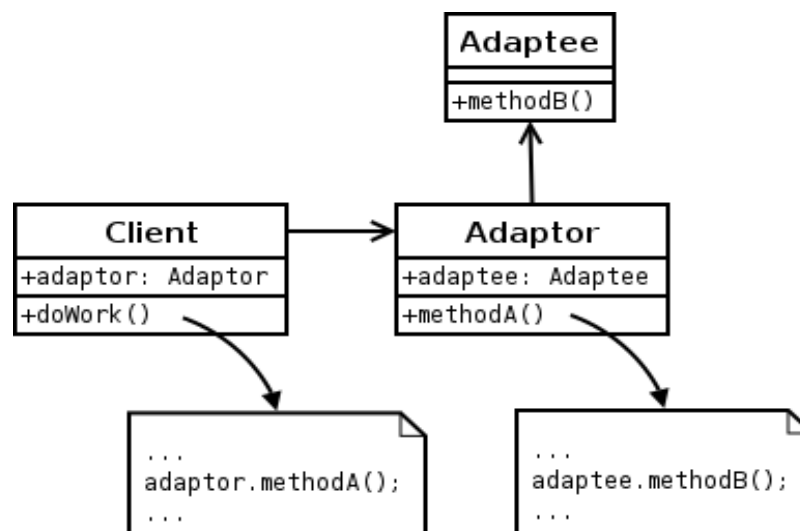 Adaptee
+methodB()
Client
+adaptor: Adaptor
+doWork()
Adaptor
+adaptee: Adaptee
+methodA()
...
adaptor.methodA();
...
...
adaptee.methodB();
...